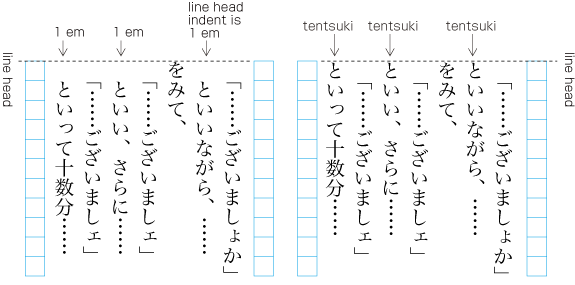 line head
indent is
1 em
1 em
1 em
line head
「……ございましょか」
といいながら、……
をみて、
「……ございましェ」
といい、さらに……
「……ございましェ」
といって十数分……
tentsuki
tentsuki
tentsuki
line head
「……ございましょか」
といいながら、……
をみて、
「……ございましェ」
といい、さらに……
「……ございましェ」
といって十数分……